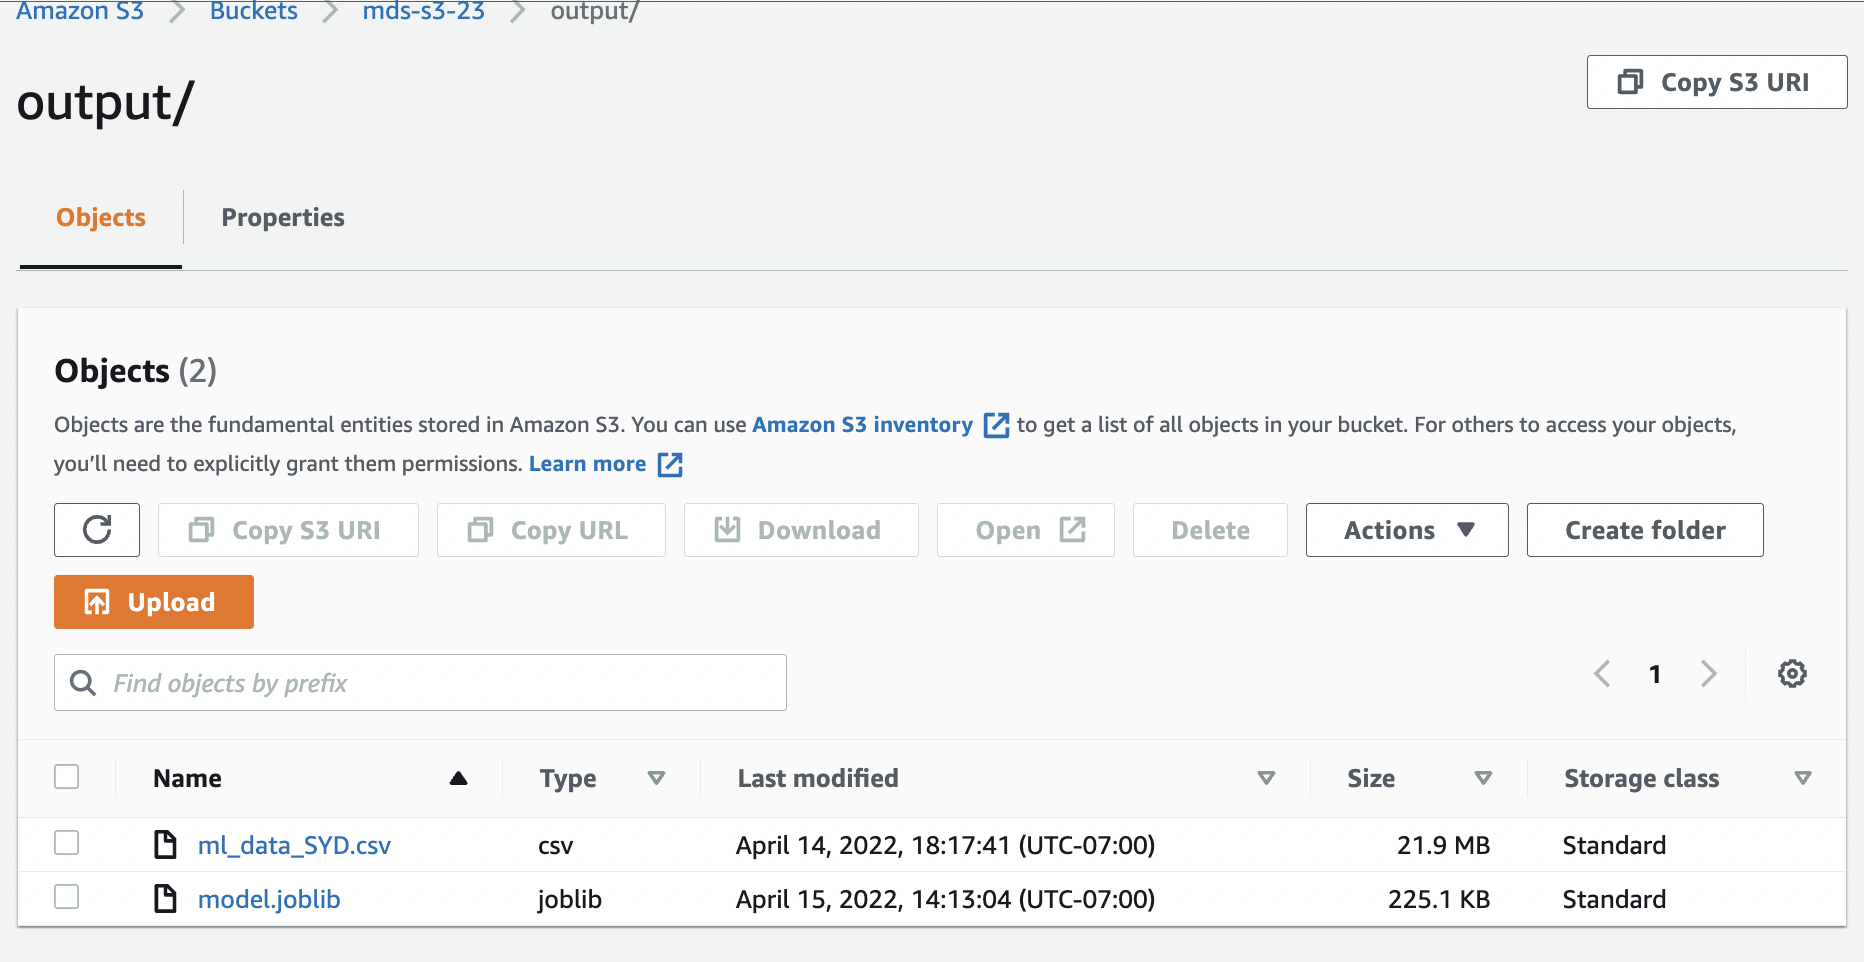 Amazon S3 > Buckets > mds-s3-23 > output/
Copy S3 URI
output/
Objects Properties
Objects (2)
Objects are the fundamental entities stored in Amazon S3. You can use Amazon S3 inventory to get a list of all objects in your bucket. For others to access your objects,
you’ll need to explicitly grant them permissions. Learn more
Copy S3 URI Copy URL Download Open Delete Actions Create folder
Upload
Find objects by prefix 1
Name Type Last modified Size Storage class
ml_data_SYD.csv csv April 14, 2022, 18:17:41 (UTC-07:00) 21.9 MB Standard
model.joblib joblib April 15, 2022, 14:13:04 (UTC-07:00) 225.1 KB Standard